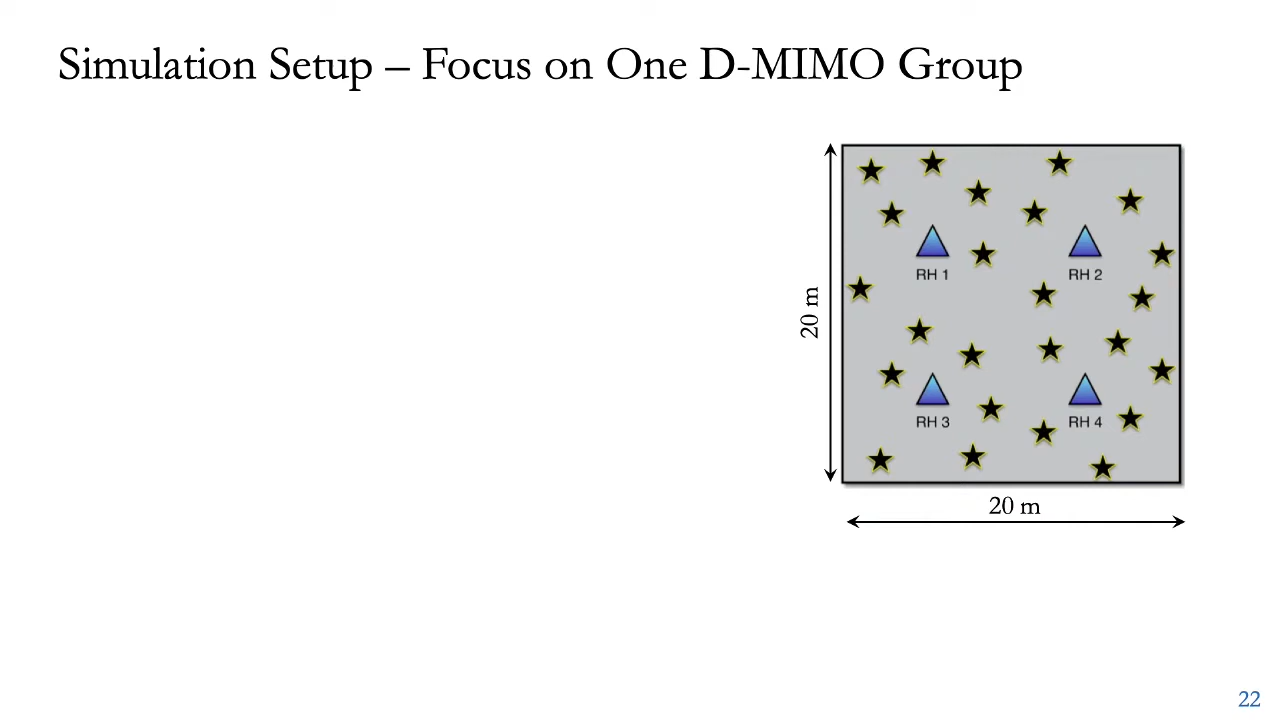 Simulation Setup – Focus on One D-MIMO Group
RH 1
RH 2
20 m
RH 3
RH 4
20 m
22